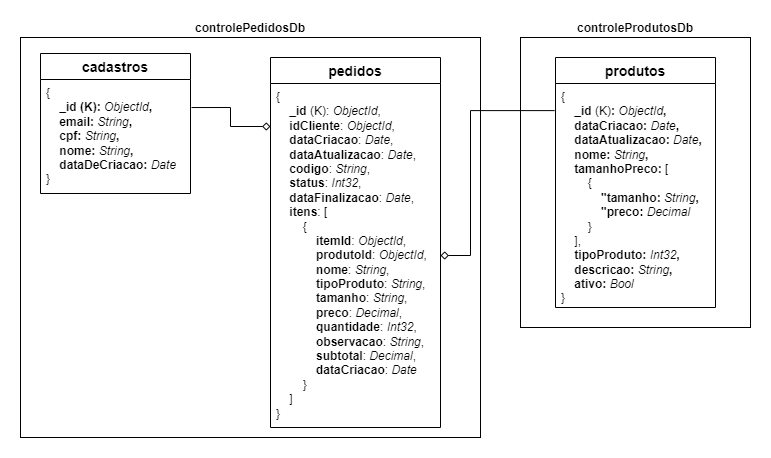 controlePedidosDb
cadastros
{
_id (K): ObjectId,
email: String,
cpf: String,
nome: String,
dataDeCriacao: Date
}
pedidos
{
_id (K): ObjectId,
idCliente: ObjectId,
dataCriacao: Date,
dataAtualizacao: Date,
codigo: String,
status: Int32,
dataFinalizacao: Date,
itens: [
{
itemId: ObjectId,
produtoId: ObjectId,
nome: String,
tipoProduto: String,
tamanho: String,
preco: Decimal,
quantidade: Int32,
observacao: String,
subtotal: Decimal,
dataCriacao: Date
}
]
}
controleProdutosDb
produtos
{
_id (K): ObjectId,
dataCriacao: Date,
dataAtualizacao: Date,
nome: String,
tamanhoPreco: [
{
"tamanho: String,
"preco: Decimal
}
],
tipoProduto: Int32,
descricao: String,
ativo: Bool
}